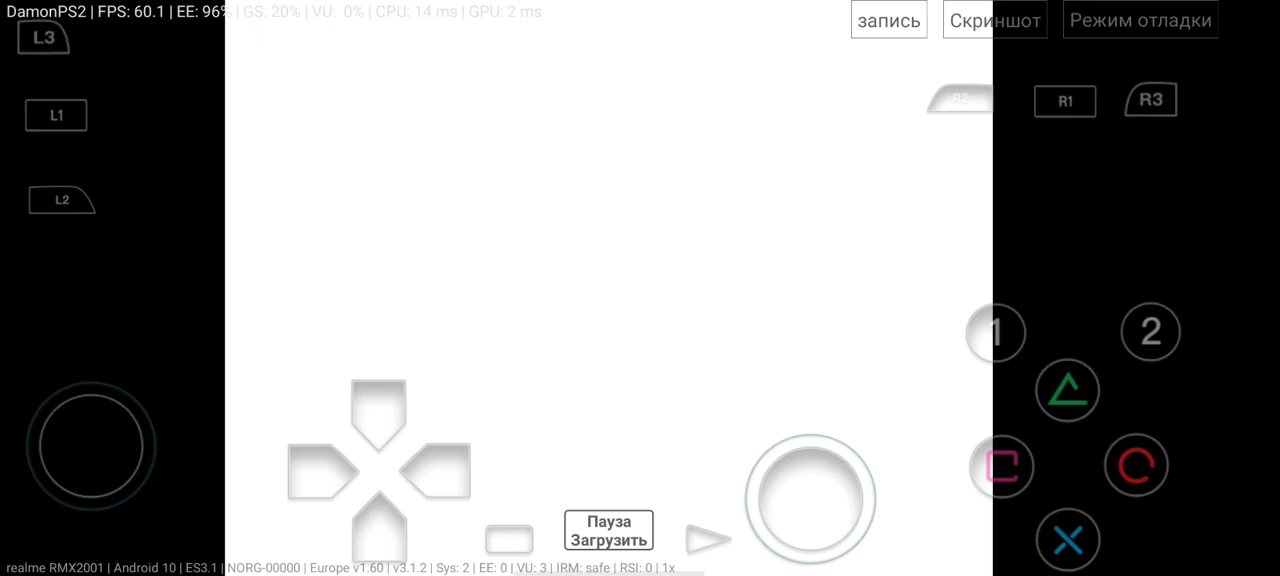 DamonPS2 | FPS: 60.1 | EE: 96% | GS: 20% | VU: 0% | CPU: 14 ms | GPU: 2 ms
запись
Скриншот
Режим отладки
L3
R2
R1
R3
L1
L2
1
2
Пауза
Загрузить
realme RMX2001 | Android 10 | ES3.1 | NORG-00000 | Europe v1.60 | v3.1.2 | Sys: 2 | EE: 0 | VU: 3 | IRM: safe | RSI: 0 | 1x